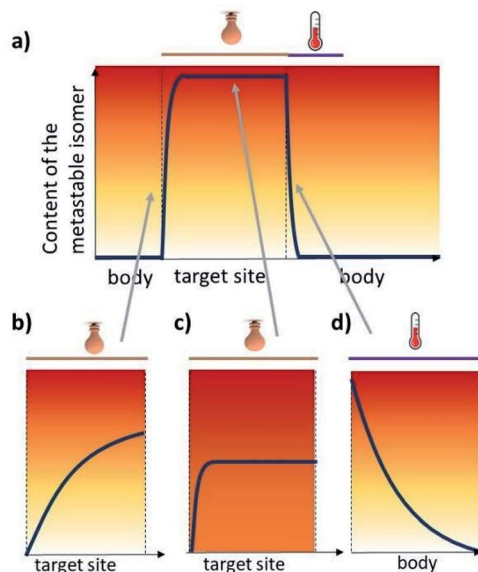 a)
Content of the
metastable isomer
body target site body
b) c) d)
target site target site body